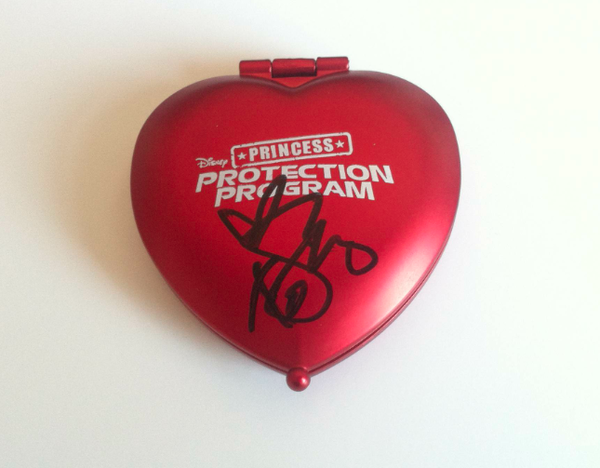 Disney ★ PRINCESS ★
PROTECTION
PROGRAM